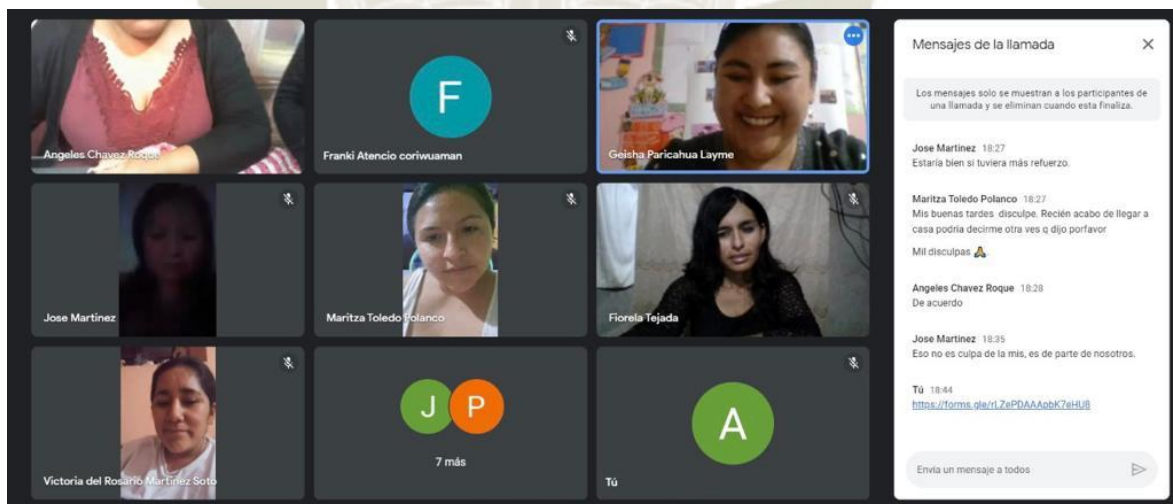 Angeles Chavez Roque
F
Franki Atencio coriwuaman
Geisha Paricahua Layme
Jose Martinez
Maritza Toledo Polanco
Fiorela Tejada
Victoria del Rosario Martinez Soto
J P
7 más
A
Tú
Mensajes de la llamada
Los mensajes solo se muestran a los participantes de
una llamada y se eliminan cuando esta finaliza.
Jose Martinez 18:27
Estaría bien si tuviera más refuerzo.
Maritza Toledo Polanco 18:27
Mis buenas tardes disculpe. Recién acabo de llegar a
casa podria decirme otra ves q dijo porfavor
Mil disculpas 🙏
Angeles Chavez Roque 18:28
De acuerdo
Jose Martinez 18:35
Eso no es culpa de la mis, es de parte de nosotros.
Tú 18:44
https://forms.gle/rLZePDAAApbK7eHU8
Envía un mensaje a todos